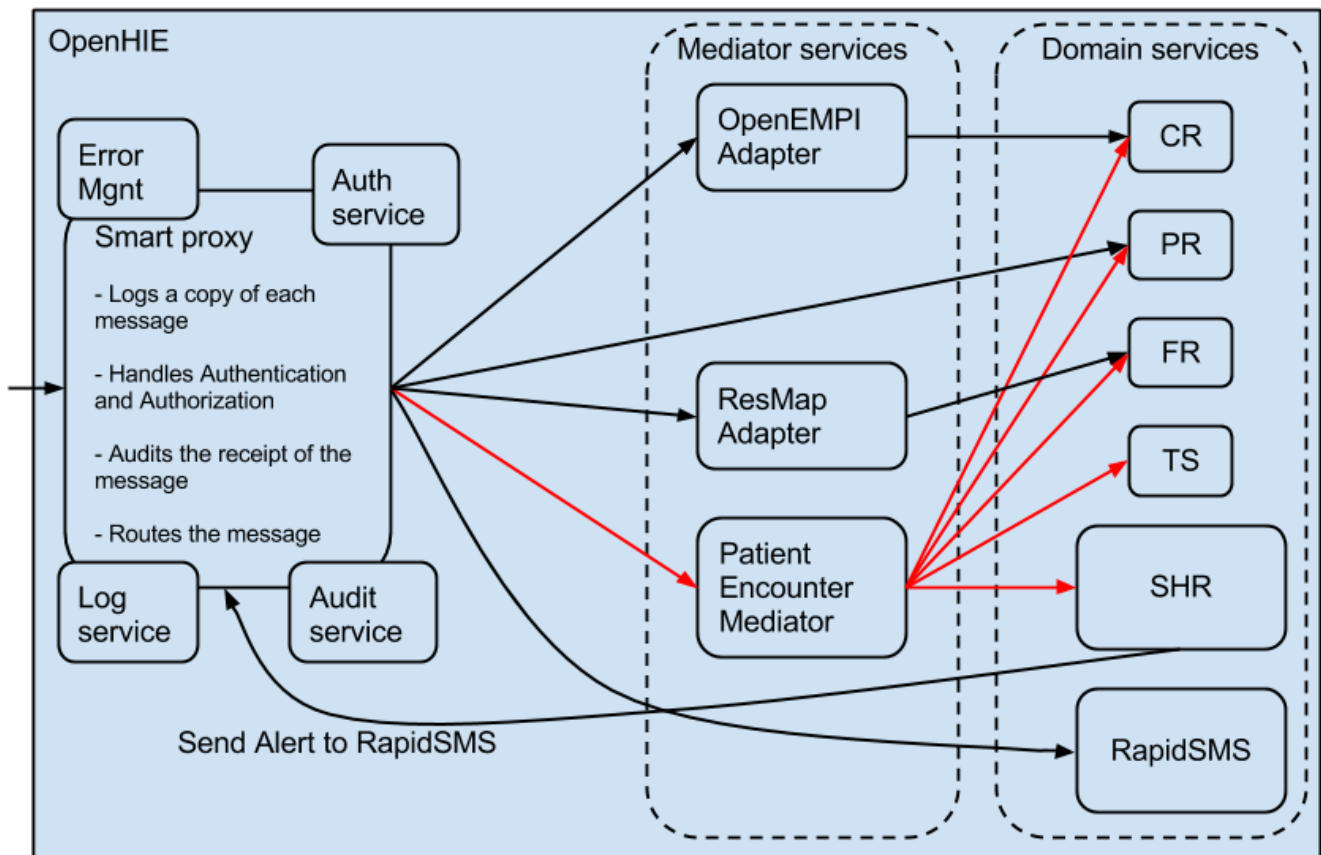 OpenHIE
Mediator services
Domain services
Error
Mgnt
Auth
service
Smart proxy
- Logs a copy of each
message
- Handles Authentication
and Authorization
- Audits the receipt of the
message
- Routes the message
Log
service
Audit
service
Send Alert to RapidSMS
OpenEMPI
Adapter
ResMap
Adapter
Patient
Encounter
Mediator
CR
PR
FR
TS
SHR
RapidSMS